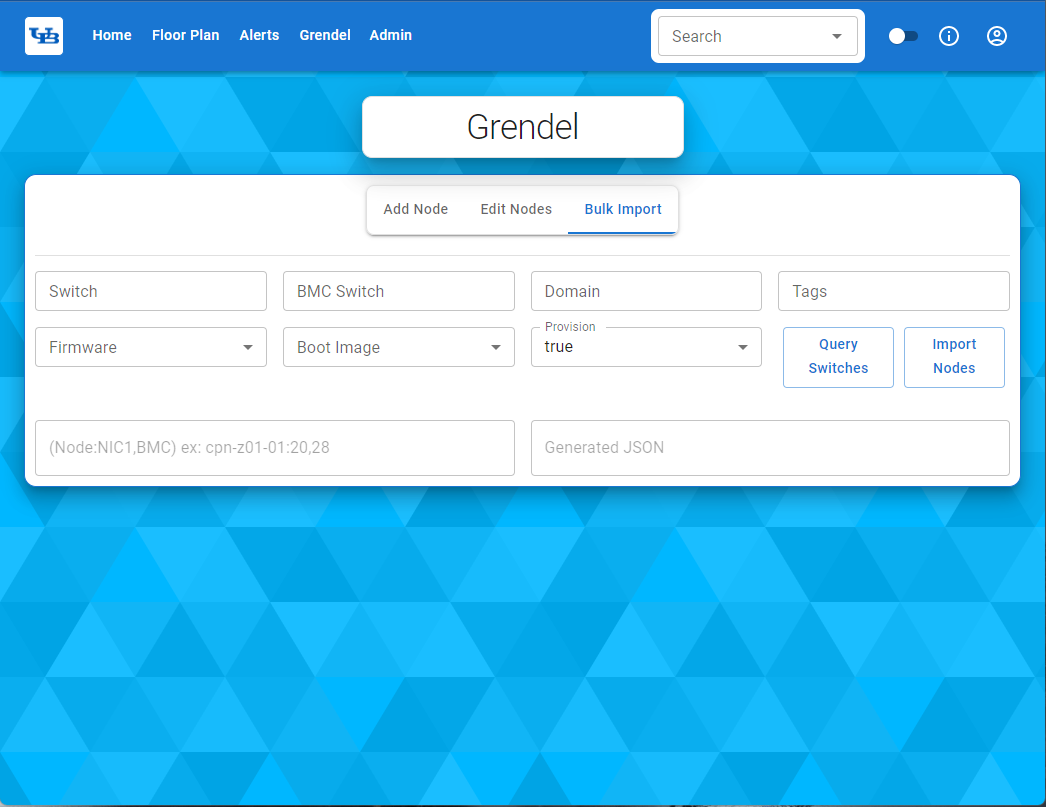 UB
Home Floor Plan Alerts Grendel Admin Search
Grendel
Add Node Edit Nodes Bulk Import
Switch BMC Switch Domain Tags
Provision
Firmware Boot Image true Query Switches Import Nodes
(Node:NIC1,BMC) ex: cpn-z01-01:20,28 Generated JSON